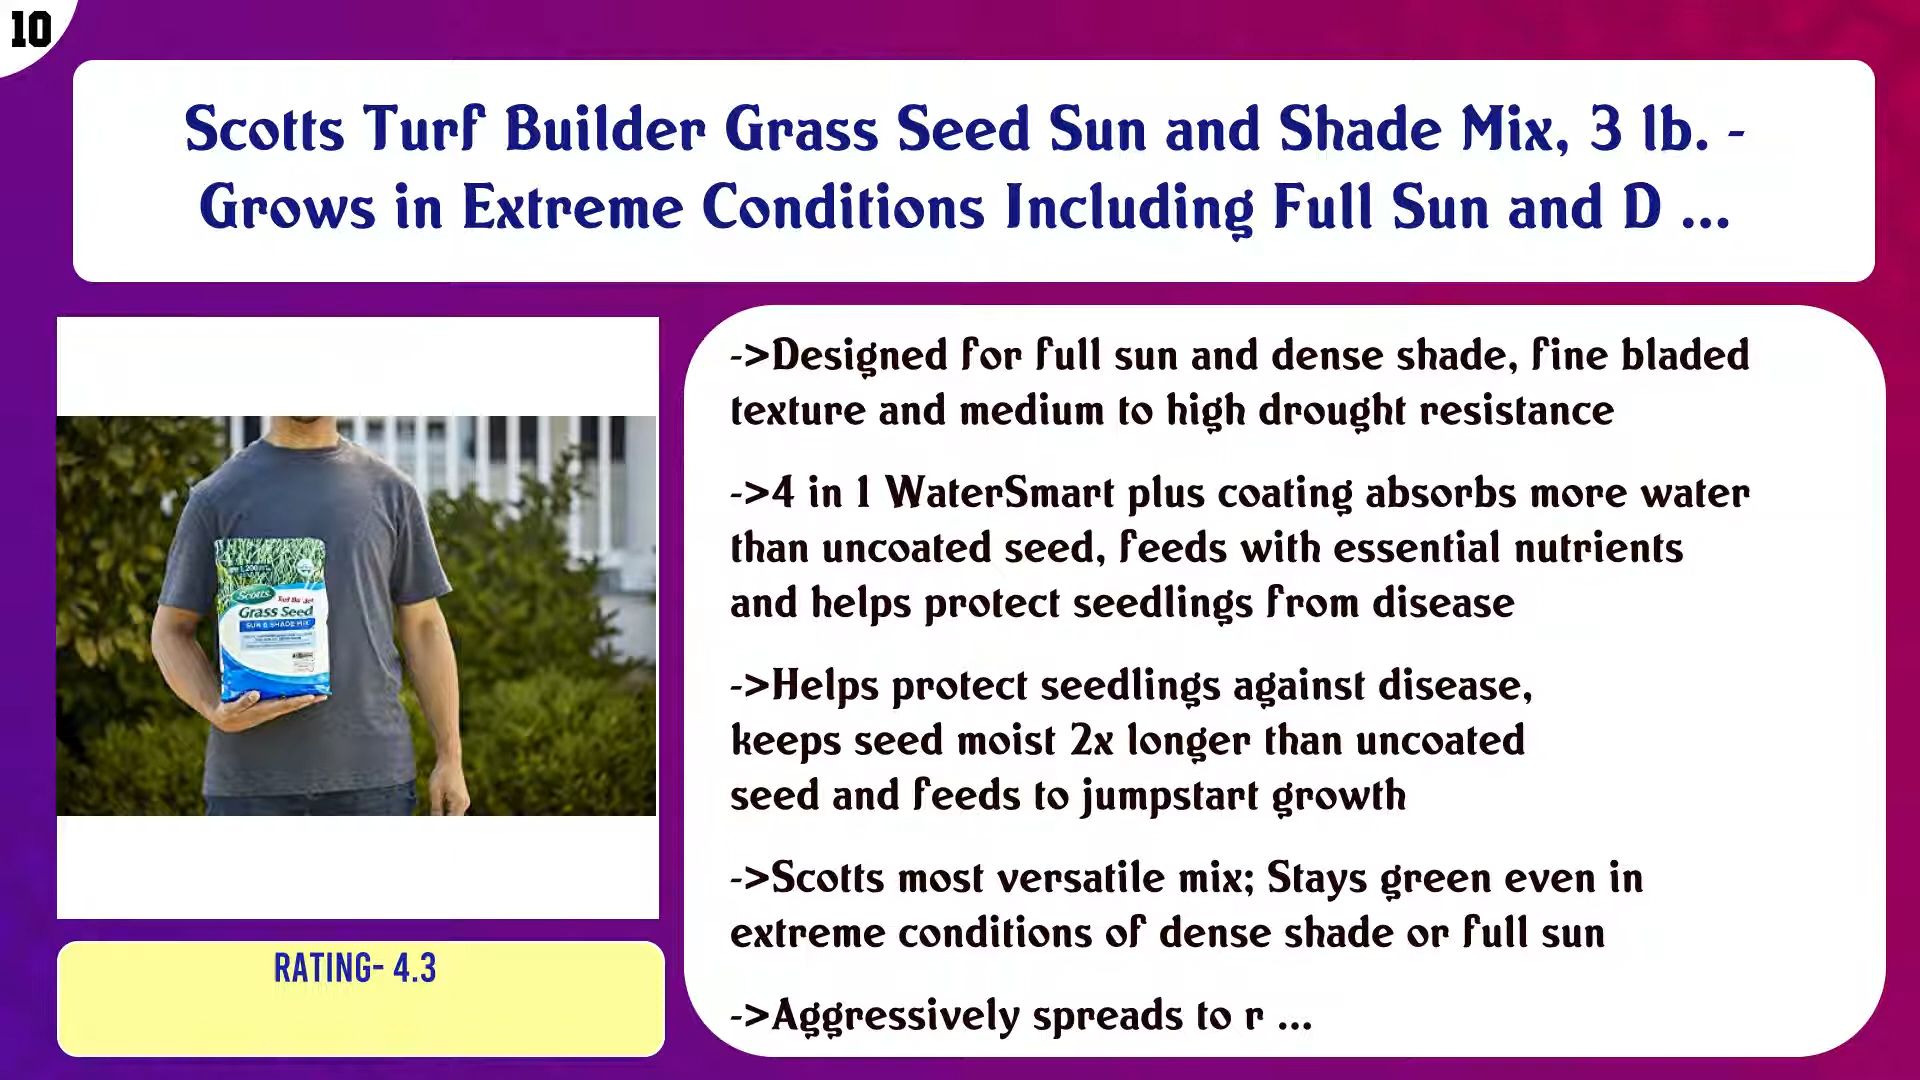 10
Scotts Turf Builder Grass Seed Sun and Shade Mix, 3 lb. -
Grows in Extreme Conditions Including Full Sun and D ...
->Designed for full sun and dense shade, fine bladed
texture and medium to high drought resistance
->4 in 1 WaterSmart plus coating absorbs more water
than uncoated seed, feeds with essential nutrients
and helps protect seedlings from disease
->Helps protect seedlings against disease,
keeps seed moist 2x longer than uncoated
seed and feeds to jumpstart growth
->Scotts most versatile mix; Stays green even in
extreme conditions of dense shade or full sun
->Aggressively spreads to r ...
1,200
Scotts
Turf Builder
Grass Seed
SUN & SHADE MIX
RATING- 4.3